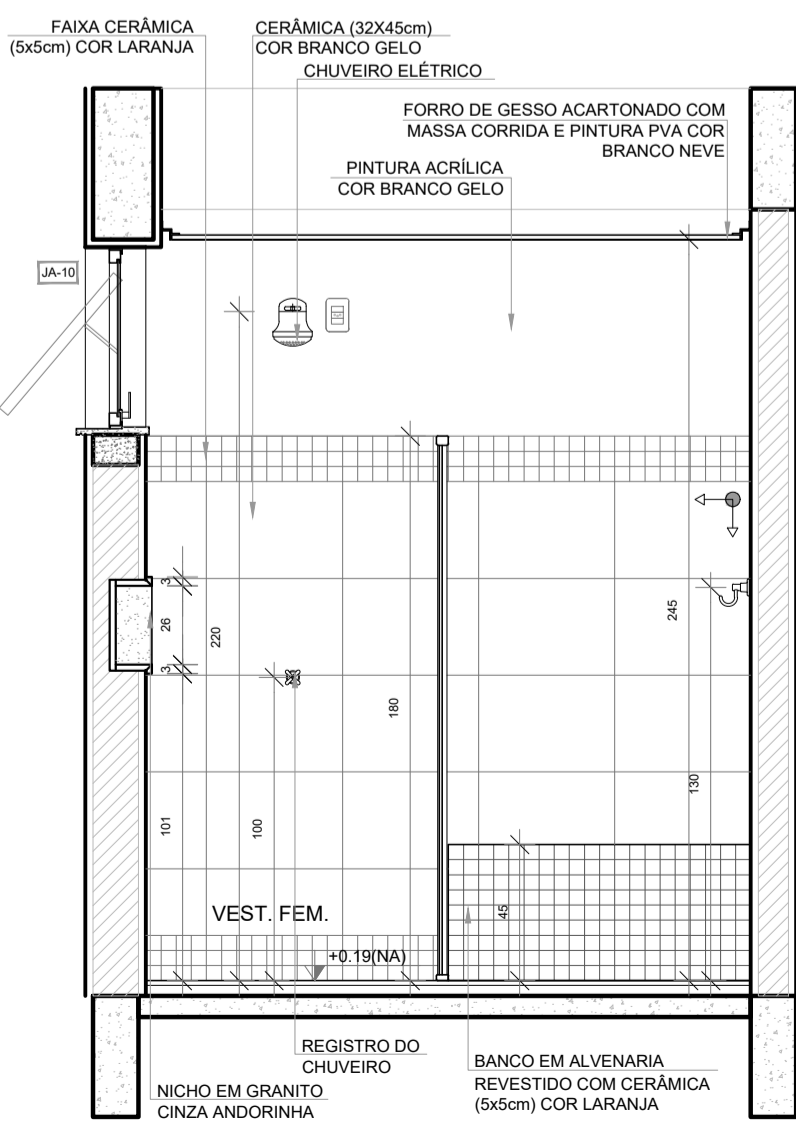 FAIXA CERÂMICA
(5x5cm) COR LARANJA
CERÂMICA (32X45cm)
COR BRANCO GELO
CHUVEIRO ELÉTRICO
FORRO DE GESSO ACARTONADO COM
MASSA CORRIDA E PINTURA PVA COR
BRANCO NEVE
PINTURA ACRÍLICA
COR BRANCO GELO
JA-10
3
26
3
220
245
180
101
100
130
45
VEST. FEM.
+0.19(NA)
REGISTRO DO
CHUVEIRO
BANCO EM ALVENARIA
REVESTIDO COM CERÂMICA
(5x5cm) COR LARANJA
NICHO EM GRANITO
CINZA ANDORINHA